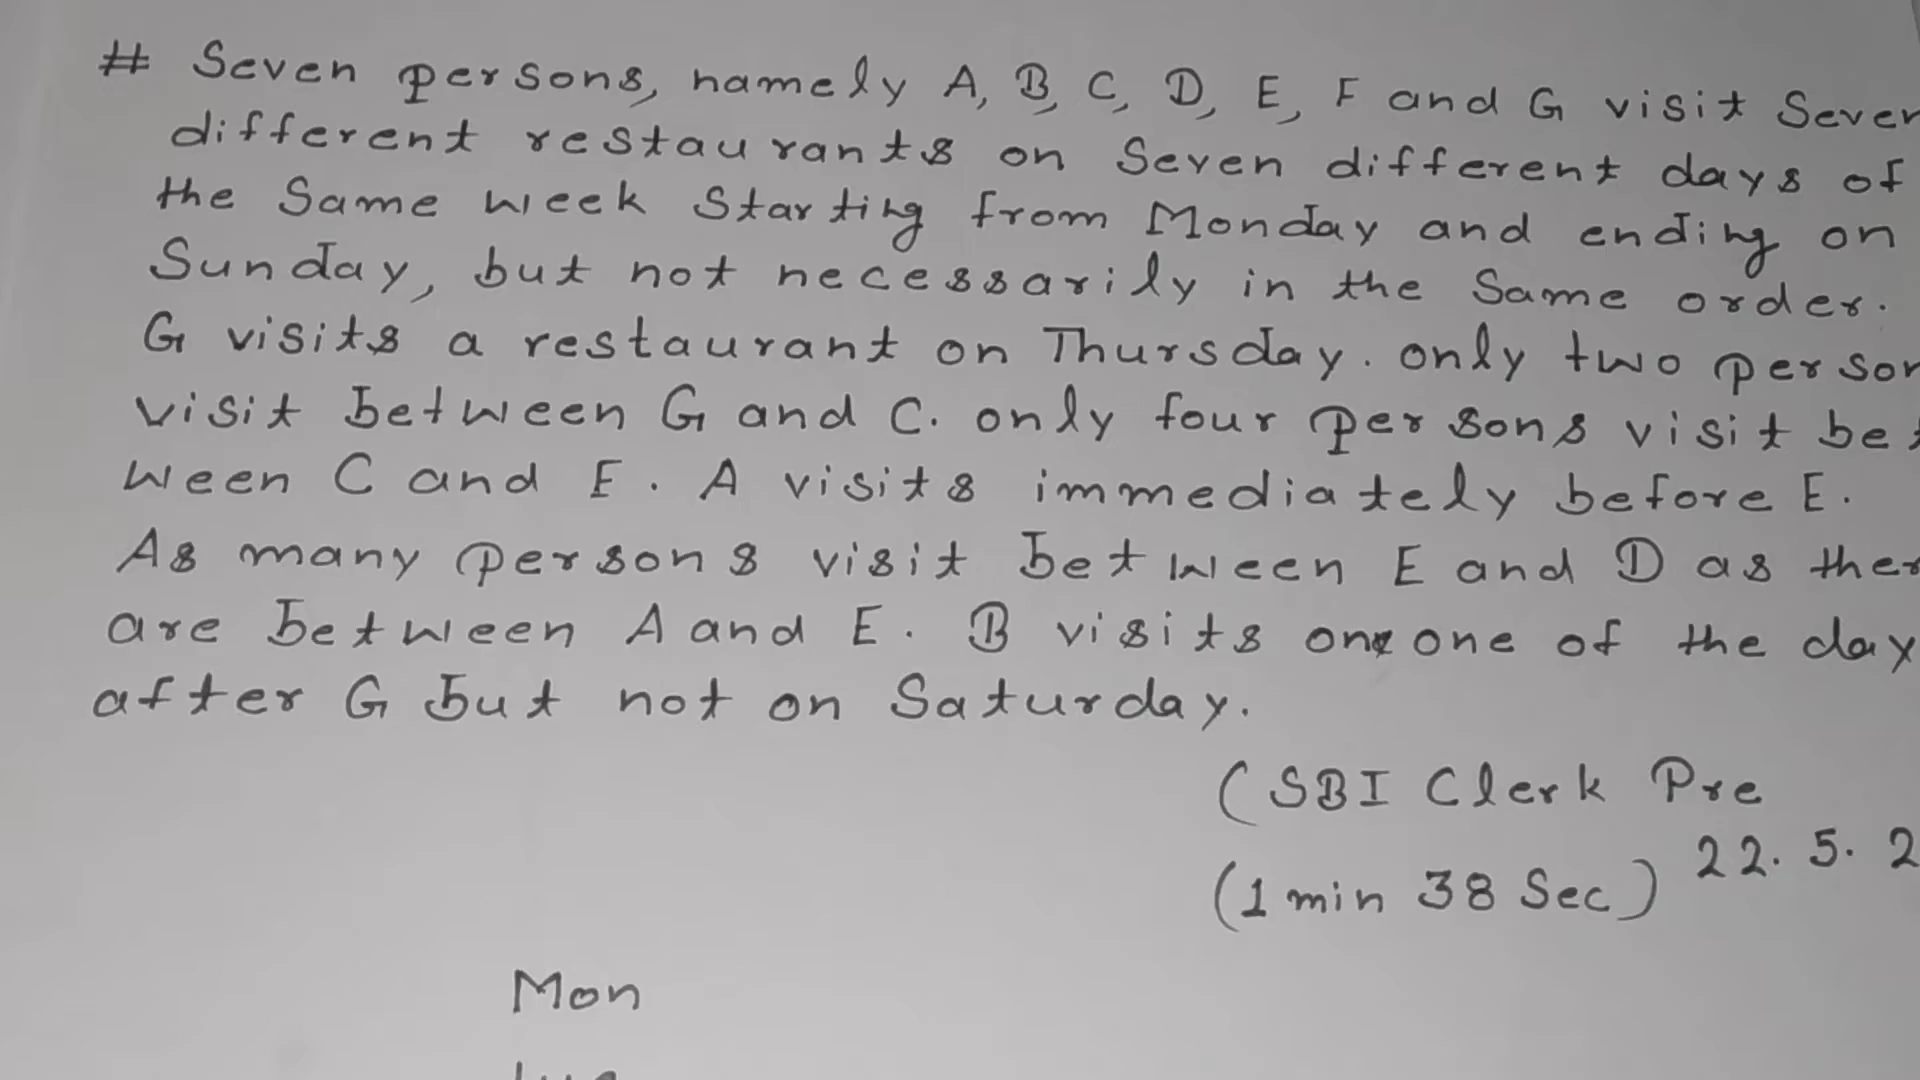 # Seven persons, namely A, B, C, D, E, F and G visit Seven
different restaurants on Seven different days of
the Same week Starting from Monday and ending on
Sunday, but not necessarily in the Same order.
G visits a restaurant on Thursday. only two person
visit between G and C. only four persons visit bet
ween C and E. A visits immediately before E.
As many persons visit between E and D as ther
are between A and E. B visits on one of the day
after G but not on Saturday.
(SBI Clerk Pre
22. 5. 2
(1 min 38 Sec)
Mon